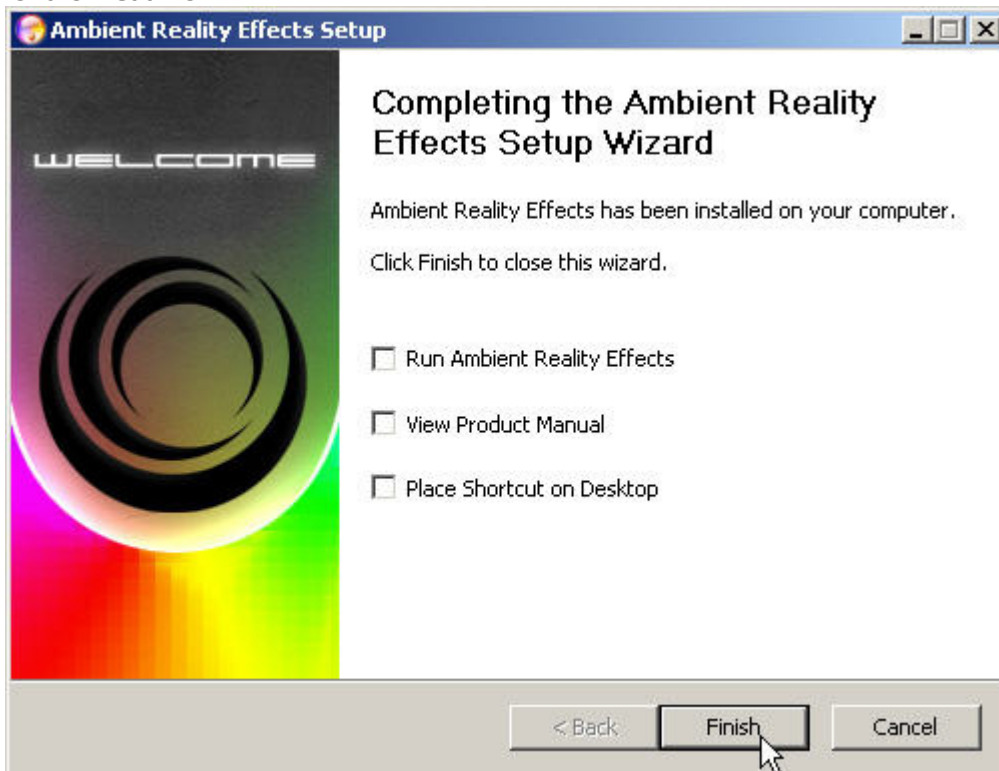 Ambient Reality Effects Setup
WELCOME
Completing the Ambient Reality
Effects Setup Wizard
Ambient Reality Effects has been installed on your computer.
Click Finish to close this wizard.
Run Ambient Reality Effects
View Product Manual
Place Shortcut on Desktop
< Back
Finish
Cancel